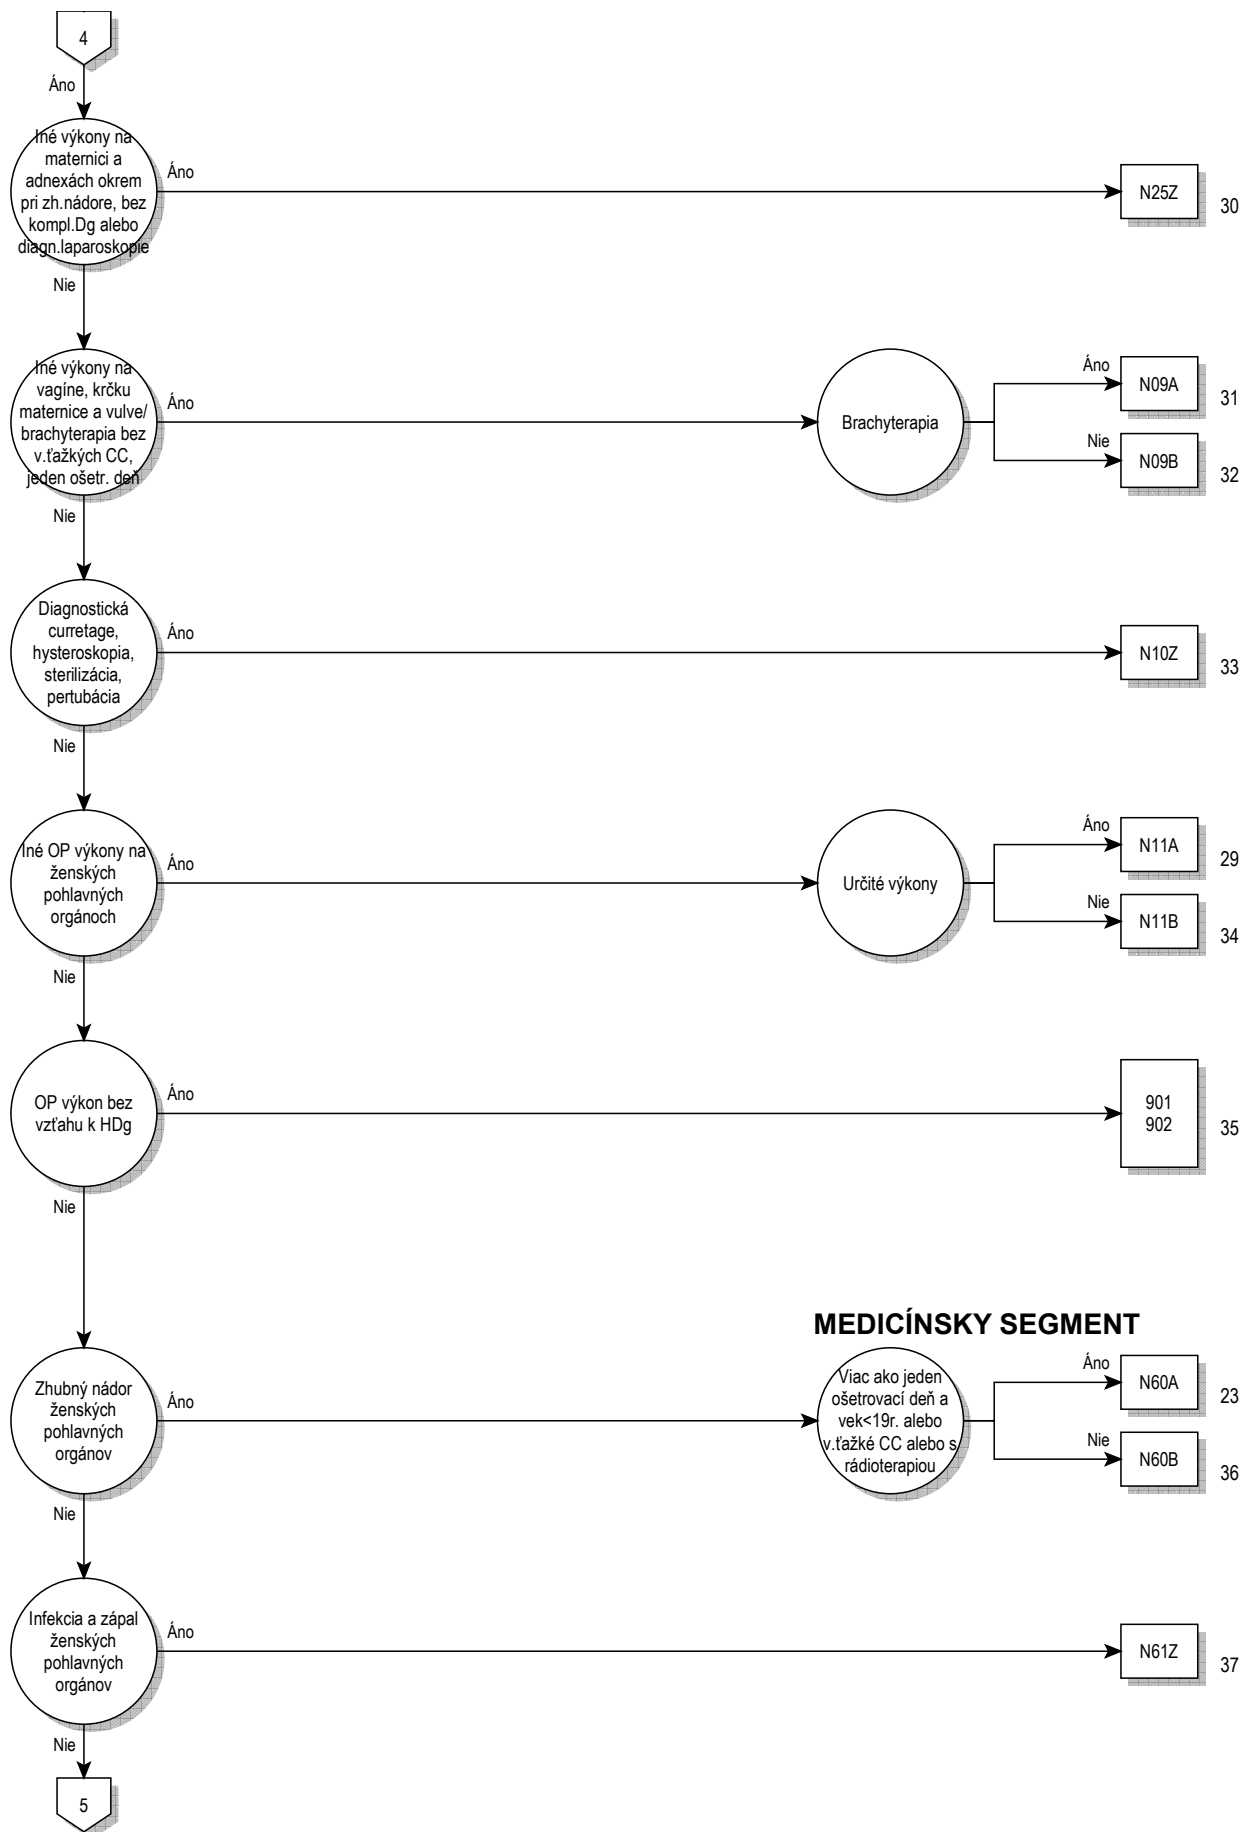 4
Áno
Iné výkony na
maternici a
adnexách okrem
pri zh.nádore, bez
kompl.Dg alebo
diagn.laparoskopie
Áno
N25Z
30
Nie
Iné výkony na
vagíne, krčku
maternice a vulve/
brachyterapia bez
v.ťažkých CC,
jeden ošetr. deň
Áno
Brachyterapia
Áno
N09A
31
Nie
N09B
32
Nie
Diagnostická
curretage,
hysteroskopia,
sterilizácia,
pertubácia
Áno
N10Z
33
Nie
Iné OP výkony na
ženských
pohlavných
orgánoch
Áno
Určité výkony
Áno
N11A
29
Nie
N11B
34
Nie
OP výkon bez
vzťahu k HDg
Áno
901
902
35
Nie
MEDICÍNSKY SEGMENT
Zhubný nádor
ženských
pohlavných
orgánov
Áno
Viac ako jeden
ošetrovací deň a
vek<19r. alebo
v.ťažké CC alebo s
rádioterapiou
Áno
N60A
23
Nie
N60B
36
Nie
Infekcia a zápal
ženských
pohlavných
orgánov
Áno
N61Z
37
Nie
5